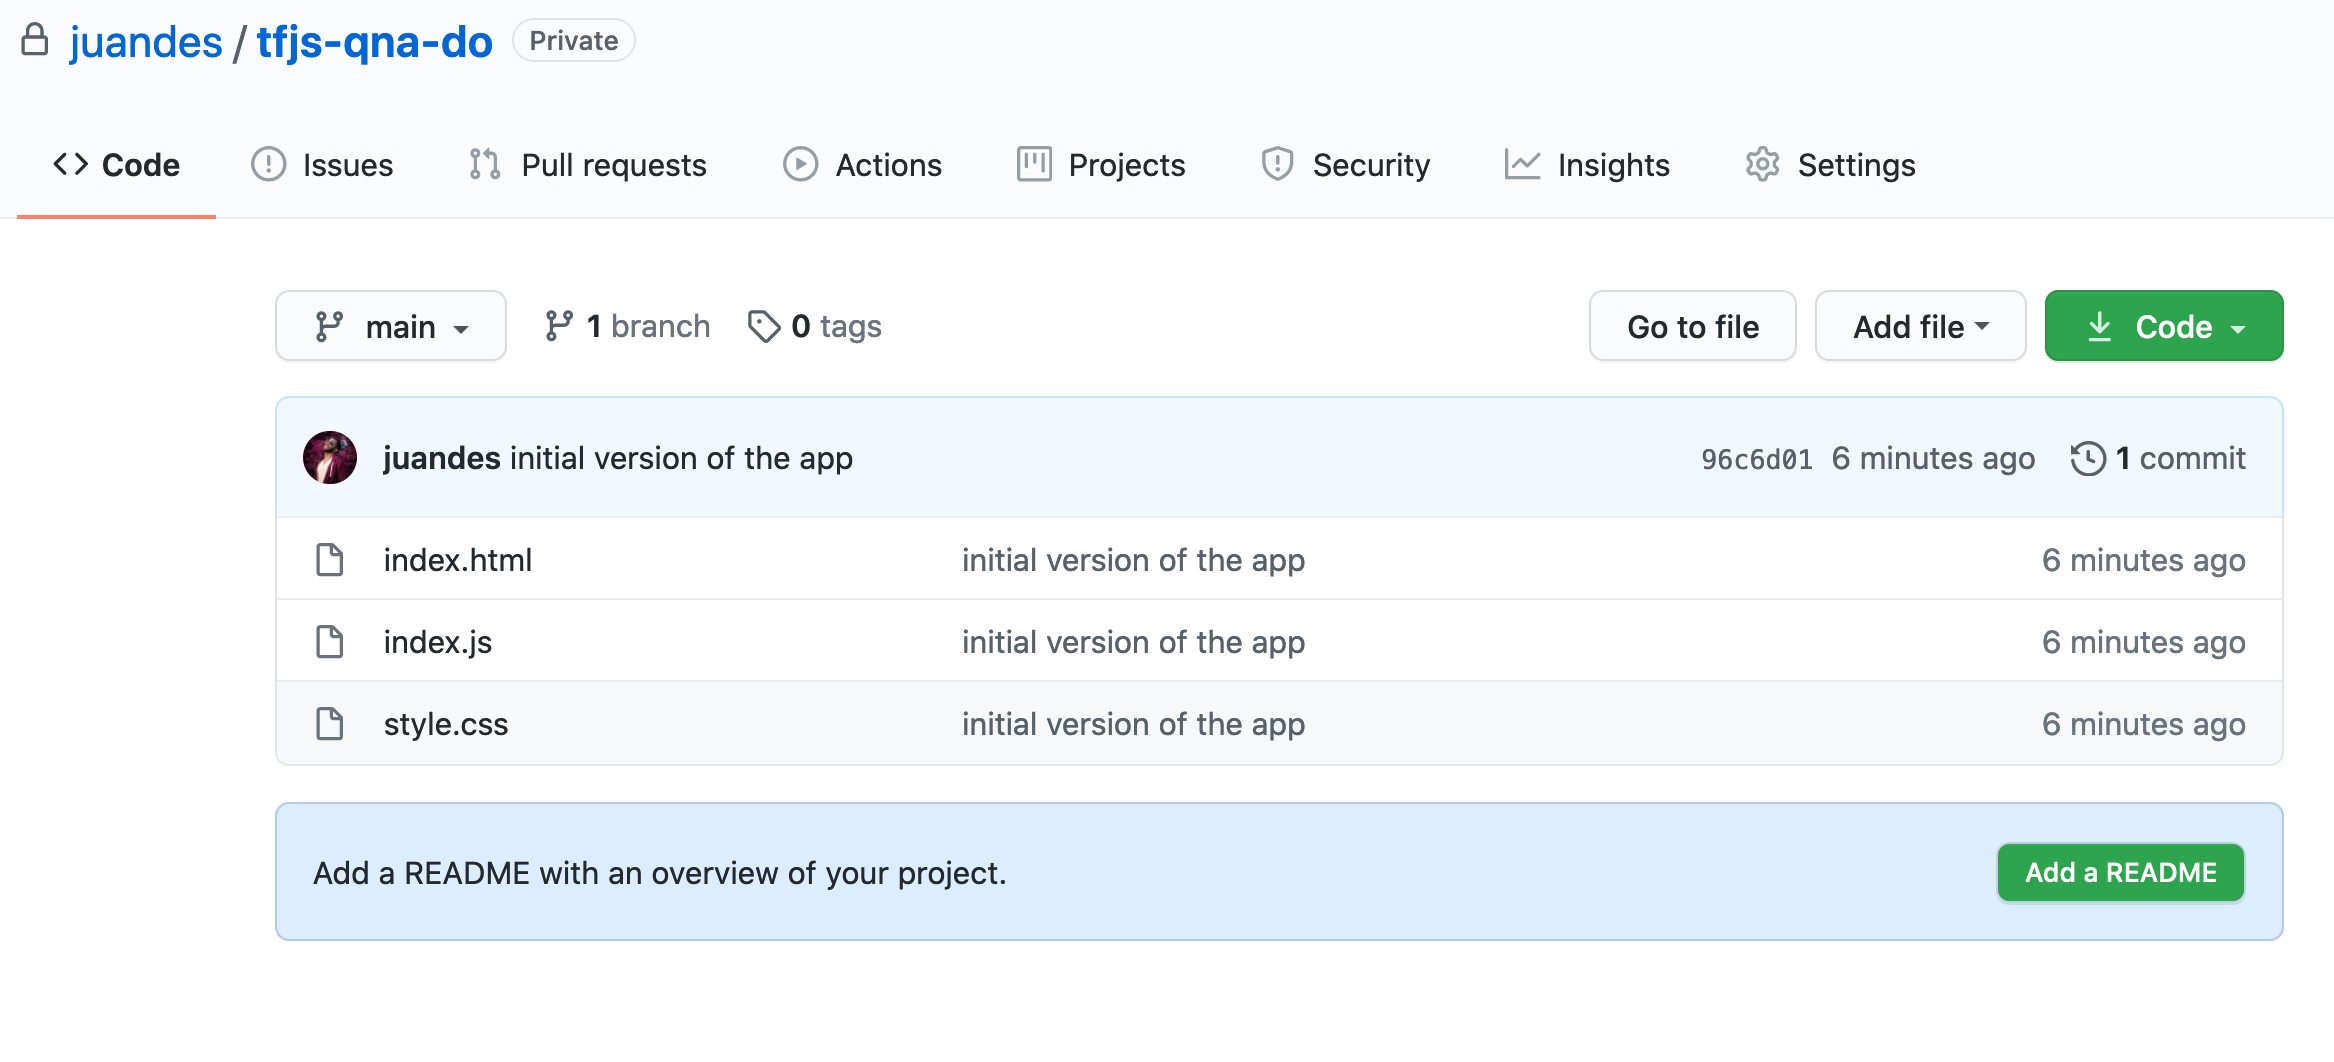 juandes / tfjs-qna-do Private
Code Issues Pull requests Actions Projects Security Insights Settings
main 1 branch 0 tags Go to file Add file Code
juandes initial version of the app 96c6d01 6 minutes ago 1 commit
index.html initial version of the app 6 minutes ago
index.js initial version of the app 6 minutes ago
style.css initial version of the app 6 minutes ago
Add a README with an overview of your project. Add a README